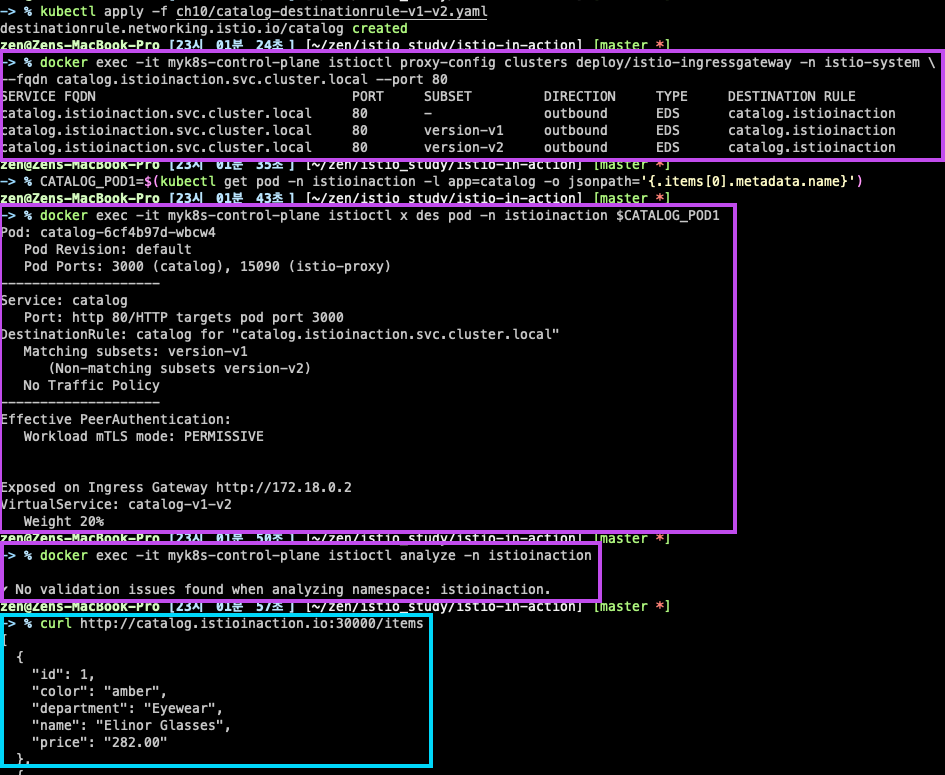 -> % kubectl apply -f ch10/catalog-destinationrule-v1-v2.yaml
destinationrule.networking.istio.io/catalog created
zen@Zens-MacBook-Pro [23시 01분 24초 ] [~/zen/istio_study/istio-in-action] [master *]
-> % docker exec -it myk8s-control-plane istioctl proxy-config clusters deploy/istio-ingressgateway -n istio-system \
--fqdn catalog.istioinaction.svc.cluster.local --port 80
SERVICE FQDN PORT SUBSET DIRECTION TYPE DESTINATION RULE
catalog.istioinaction.svc.cluster.local 80 - outbound EDS catalog.istioinaction
catalog.istioinaction.svc.cluster.local 80 version-v1 outbound EDS catalog.istioinaction
catalog.istioinaction.svc.cluster.local 80 version-v2 outbound EDS catalog.istioinaction
zen@Zens-MacBook-Pro [23시 01분 35초 ] [~/zen/istio_study/istio-in-action] [master *]
-> % CATALOG_POD1=$(kubectl get pod -n istioinaction -l app=catalog -o jsonpath='{.items[0].metadata.name}')
zen@Zens-MacBook-Pro [23시 01분 43초 ] [~/zen/istio_study/istio-in-action] [master *]
-> % docker exec -it myk8s-control-plane istioctl x des pod -n istioinaction $CATALOG_POD1
Pod: catalog-6cf4b97d-wbcw4
Pod Revision: default
Pod Ports: 3000 (catalog), 15090 (istio-proxy)
--------------------
Service: catalog
Port: http 80/HTTP targets pod port 3000
DestinationRule: catalog for "catalog.istioinaction.svc.cluster.local"
Matching subsets: version-v1
(Non-matching subsets version-v2)
No Traffic Policy
--------------------
Effective PeerAuthentication:
Workload mTLS mode: PERMISSIVE
Exposed on Ingress Gateway http://172.18.0.2
VirtualService: catalog-v1-v2
Weight 20%
zen@Zens-MacBook-Pro [23시 01분 50초 ] [~/zen/istio_study/istio-in-action] [master *]
-> % docker exec -it myk8s-control-plane istioctl analyze -n istioinaction
✔ No validation issues found when analyzing namespace: istioinaction.
zen@Zens-MacBook-Pro [23시 01분 57초 ] [~/zen/istio_study/istio-in-action] [master *]
-> % curl http://catalog.istioinaction.io:30000/items
[
{
"id": 1,
"color": "amber",
"department": "Eyewear",
"name": "Elinor Glasses",
"price": "282.00"
},
{